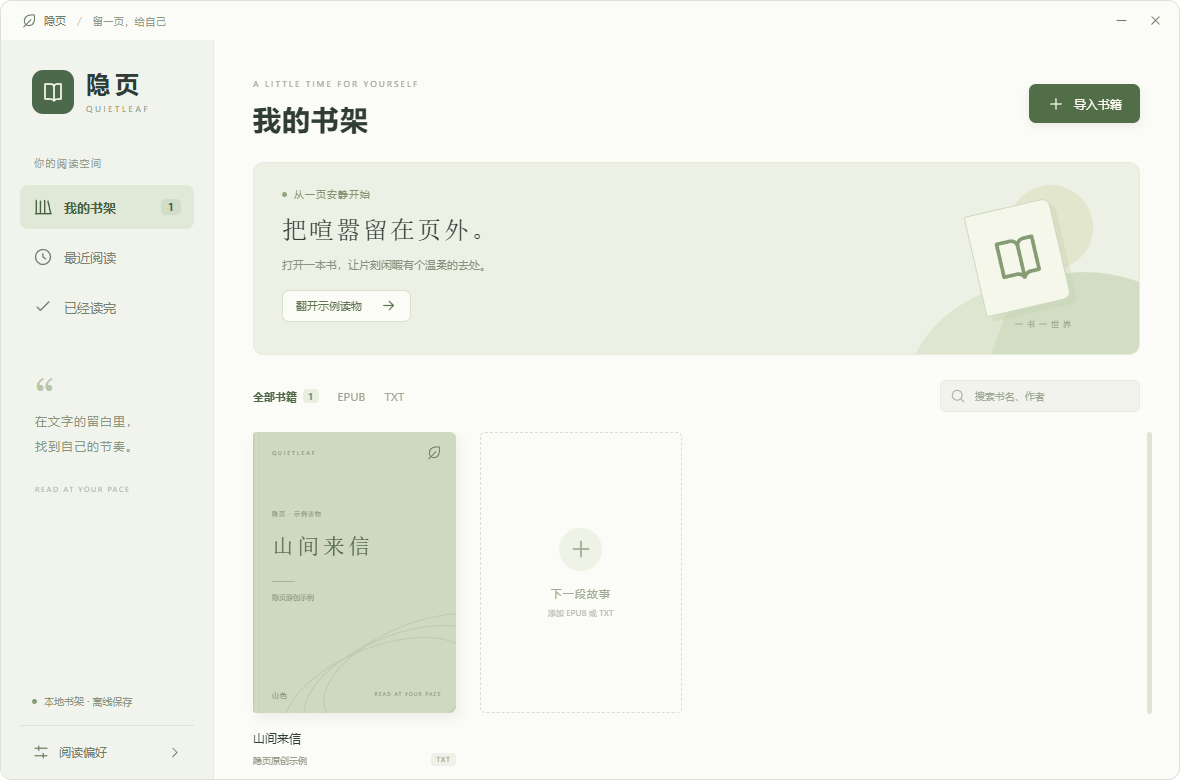 隐页 / 留一页，给自己
隐页
QUIETLEAF
你的阅读空间
我的书架 1
最近阅读
已经读完
“
在文字的留白里，
找到自己的节奏。
READ AT YOUR PACE
本地书架 · 离线保存
阅读偏好
A LITTLE TIME FOR YOURSELF
我的书架
导入书籍
从一页安静开始
把喧嚣留在页外。
打开一本书，让片刻闲暇有个温柔的去处。
翻开示例读物
一书一世界
全部书籍 1 EPUB TXT
搜索书名、作者
QUIETLEAF
隐页 · 示例读物
山间来信
隐页原创示例
山色
READ AT YOUR PACE
下一段故事
添加 EPUB 或 TXT
山间来信
隐页原创示例
TXT